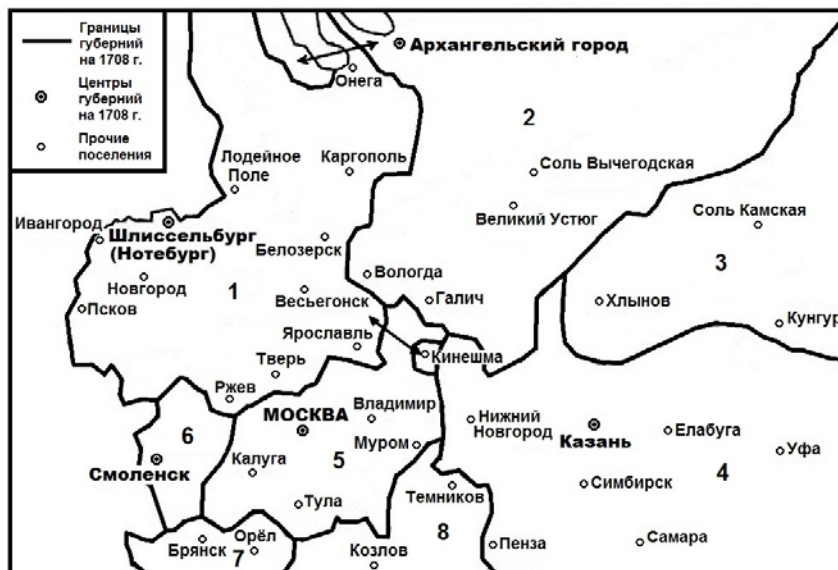 Границы
губерний
на 1708 г.
Центры
губерний
на 1708 г.
Прочие
поселения
Архангельский город
Онега
2
Лодейное
Поле
Каргополь
Соль Вычегодская
Ивангород
Великий Устюг
Соль Камская
Шлиссельбург
(Нотебург)
Белозерск
3
Новгород
1
Вологда
Псков
Весьегонск
Галич
Хлынов
Кунгур
Ярославль
Кинешма
Тверь
Ржев
МОСКВА
Владимир
Нижний
Новгород
Казань
Елабуга
6
Муром
Уфа
Смоленск
Калуга
5
4
Темников
Симбирск
Тула
Брянск
Орёл
7
8
Козлов
Пенза
Самара